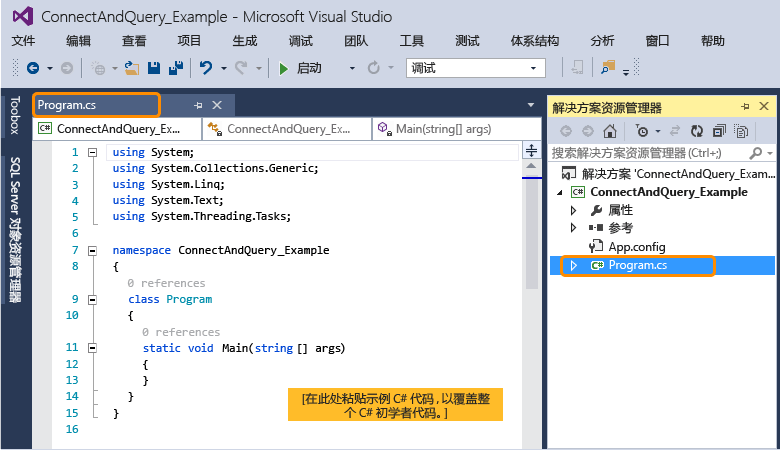 ConnectAndQuery_Example - Microsoft Visual Studio
文件 编辑 查看 项目 生成 调试 团队 工具 测试 体系结构 分析 窗口 帮助
启动 调试
Toobox
SQL Server 对象资源管理器
Program.cs
ConnectAndQuery_Ex... ConnectAndQuery_Ex... Main(string[] args)
1 using System;
2 using System.Collections.Generic;
3 using System.Linq;
4 using System.Text;
5 using System.Threading.Tasks;
6
7 namespace ConnectAndQuery_Example
8 {
0 references
9 class Program
10 {
0 references
11 static void Main(string[] args)
12 {
13 }
14 }
15 }
16
[在此处粘贴示例 C# 代码,以覆盖整
个 C# 初学者代码。]
解决方案资源管理器
搜索解决方案资源管理器(Ctrl+;)
解决方案 'ConnectAndQuery_Exam...
ConnectAndQuery_Example
属性
参考
App.config
Program.cs